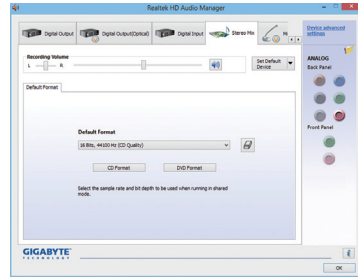 Realtek HD Audio Manager
Digital Output
Digital Output(Optical)
Digital Input
Stereo Mix
M
Device advanced settings
Recording Volume
L
R
Set Default Device
ANALOG
Back Panel
Default Format
Default Format
16 Bits, 44100 Hz (CD Quality)
CD Format
DVD Format
Select the sample rate and bit depth to be used when running in shared
mode.
Front Panel
GIGABYTE
TECHNOLOGY
OK